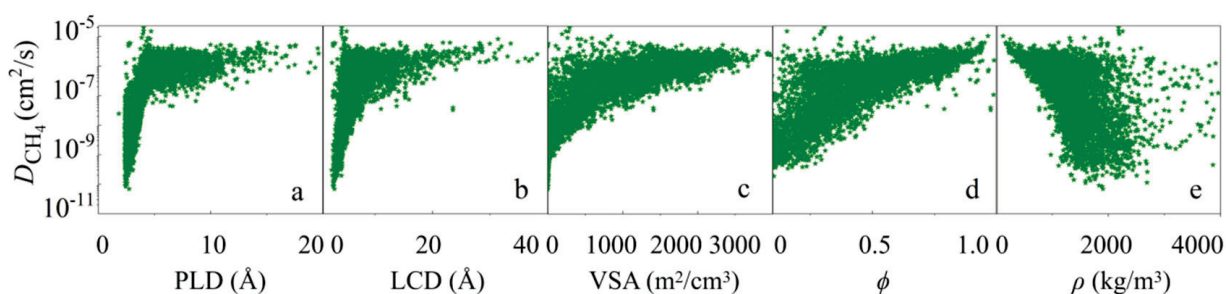 10⁻⁵
10⁻⁷
10⁻⁹
10⁻¹¹
D_CH₄ (cm²/s)
a b c d e
0 10 20 0 20 40 0 1000 2000 3000 0 0.5 1.0 0 2000 4000
PLD (Å) LCD (Å) VSA (m²/cm³) ϕ ρ (kg/m³)